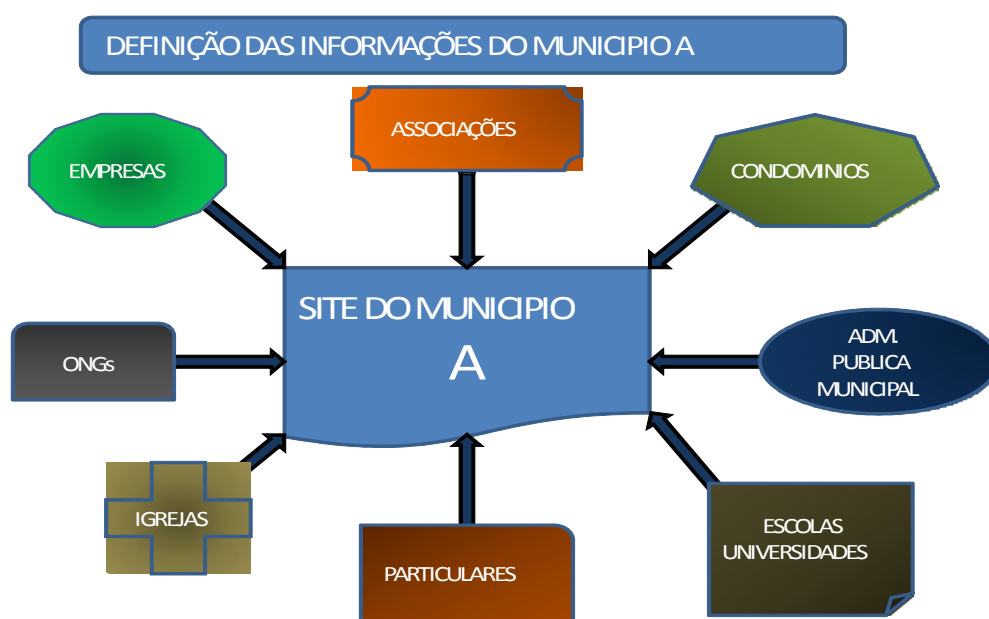 DEFINIÇÃO DAS INFORMAÇÕES DO MUNICIPIO A
ASSOCIAÇÕES
EMPRESAS
CONDOMINIOS
SITE DO MUNICIPIO
A
ONGs
ADM.
PUBLICA
MUNICIPAL
IGREJAS
PARTICULARES
ESCOLAS
UNIVERSIDADES